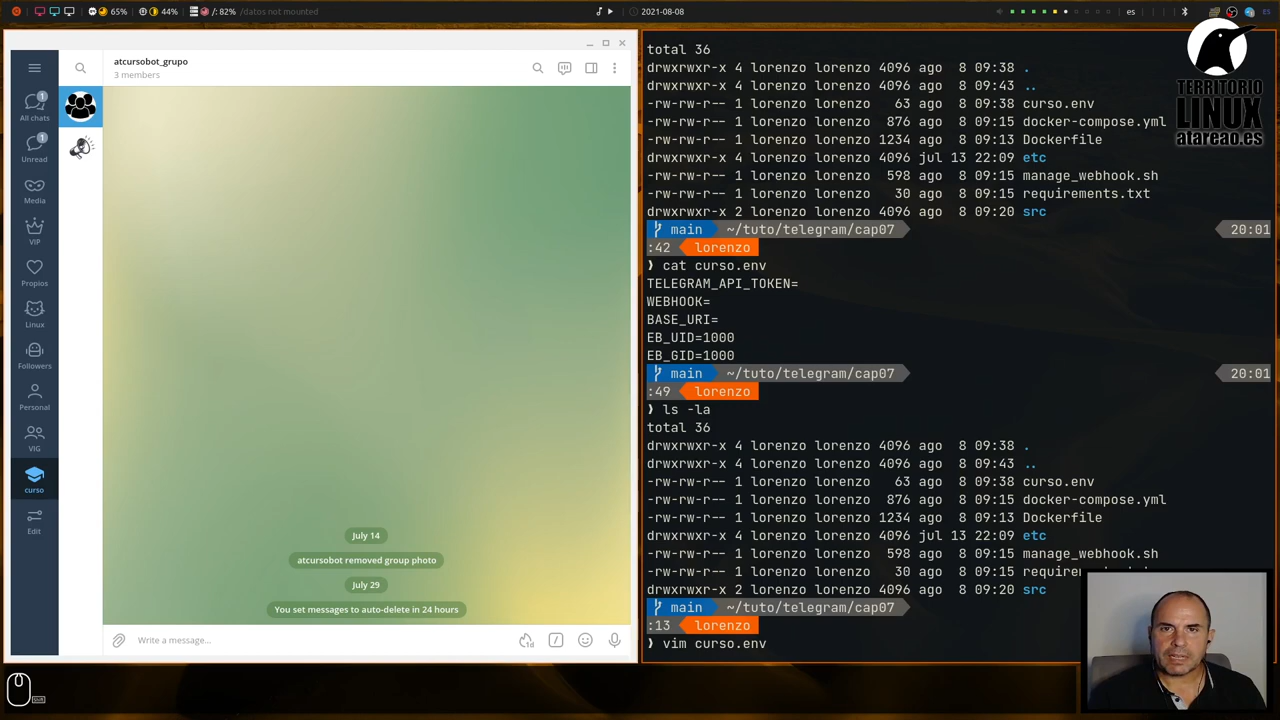 65%
44%
/: 82%
/datos not mounted
2021-08-08
es
ES
atcursobot_grupo
3 members
1
All chats
1
Unread
Media
VIP
Propios
Linux
Followers
Personal
VIG
curso
Edit
July 14
atcursobot removed group photo
July 29
You set messages to auto-delete in 24 hours
Write a message...
1d
total 36
drwxrwxr-x 4 lorenzo lorenzo 4096 ago  8 09:38 .
drwxrwxr-x 4 lorenzo lorenzo 4096 ago  8 09:43 ..
-rw-rw-r-- 1 lorenzo lorenzo   63 ago  8 09:38 curso.env
-rw-rw-r-- 1 lorenzo lorenzo  876 ago  8 09:15 docker-compose.yml
-rw-rw-r-- 1 lorenzo lorenzo 1234 ago  8 09:13 Dockerfile
drwxrwxr-x 4 lorenzo lorenzo 4096 jul 13 22:09 etc
-rw-rw-r-- 1 lorenzo lorenzo  598 ago  8 09:15 manage_webhook.sh
-rw-rw-r-- 1 lorenzo lorenzo   30 ago  8 09:15 requirements.txt
drwxrwxr-x 2 lorenzo lorenzo 4096 ago  8 09:20 src
main ~/tuto/telegram/cap07 20:01
:42 lorenzo
❯ cat curso.env
TELEGRAM_API_TOKEN=
WEBHOOK=
BASE_URI=
EB_UID=1000
EB_GID=1000
main ~/tuto/telegram/cap07 20:01
:49 lorenzo
❯ ls -la
total 36
drwxrwxr-x 4 lorenzo lorenzo 4096 ago  8 09:38 .
drwxrwxr-x 4 lorenzo lorenzo 4096 ago  8 09:43 ..
-rw-rw-r-- 1 lorenzo lorenzo   63 ago  8 09:38 curso.env
-rw-rw-r-- 1 lorenzo lorenzo  876 ago  8 09:15 docker-compose.yml
-rw-rw-r-- 1 lorenzo lorenzo 1234 ago  8 09:13 Dockerfile
drwxrwxr-x 4 lorenzo lorenzo 4096 jul 13 22:09 etc
-rw-rw-r-- 1 lorenzo lorenzo  598 ago  8 09:15 manage_webhook.sh
-rw-rw-r-- 1 lorenzo lorenzo   30 ago  8 09:15
drwxrwxr-x 2 lorenzo lorenzo 4096 ago  8 09:20 src
main ~/tuto/telegram/cap07
:13 lorenzo
❯ vim curso.env
TERRITORIO
LINUX
atareao.es